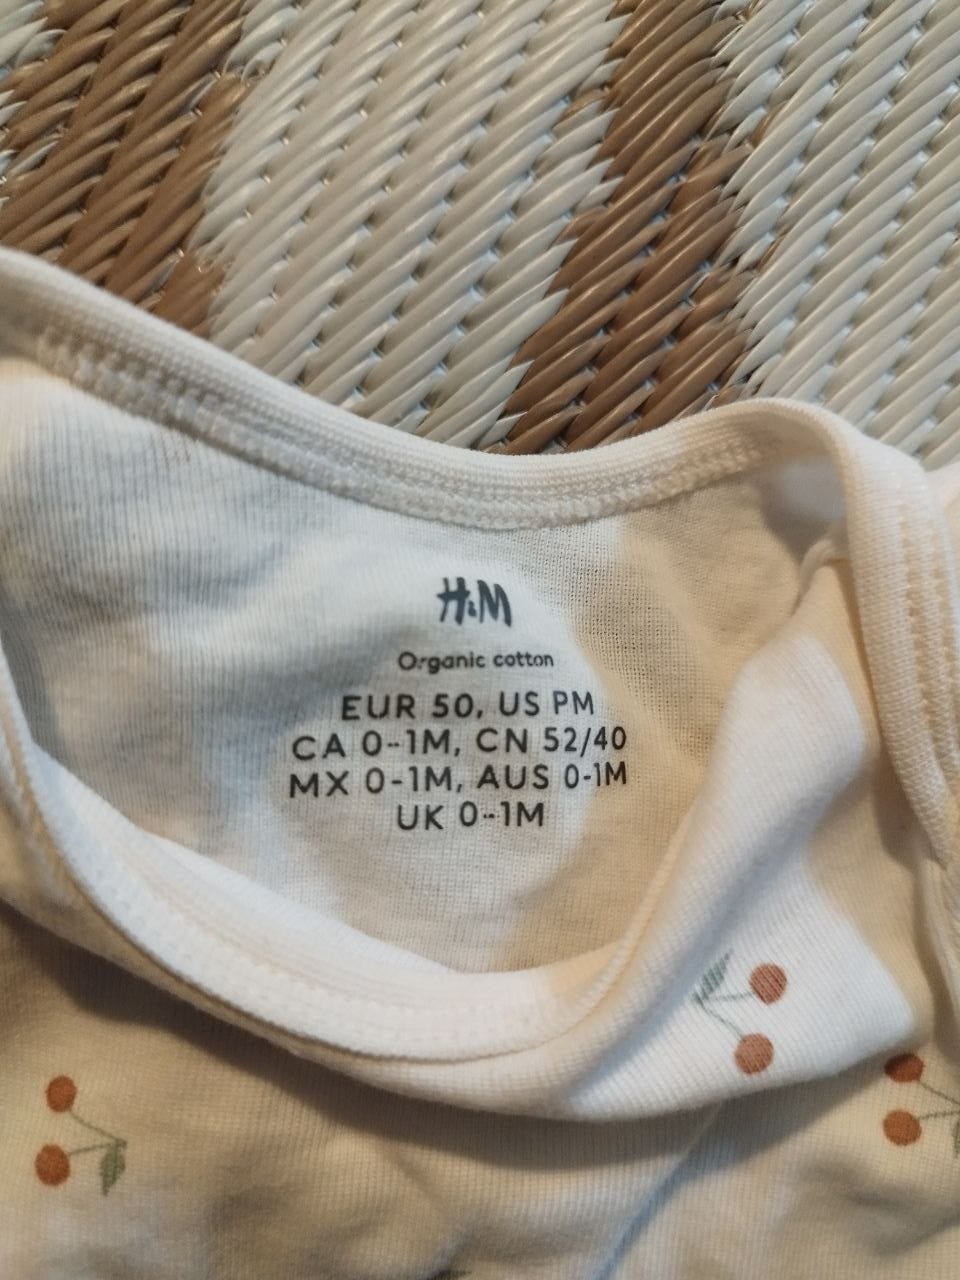 H&M
Organic cotton
EUR 50, US PM
CA 0-1M, CN 52/40
MX 0-1M, AUS 0-1M
UK 0-1M